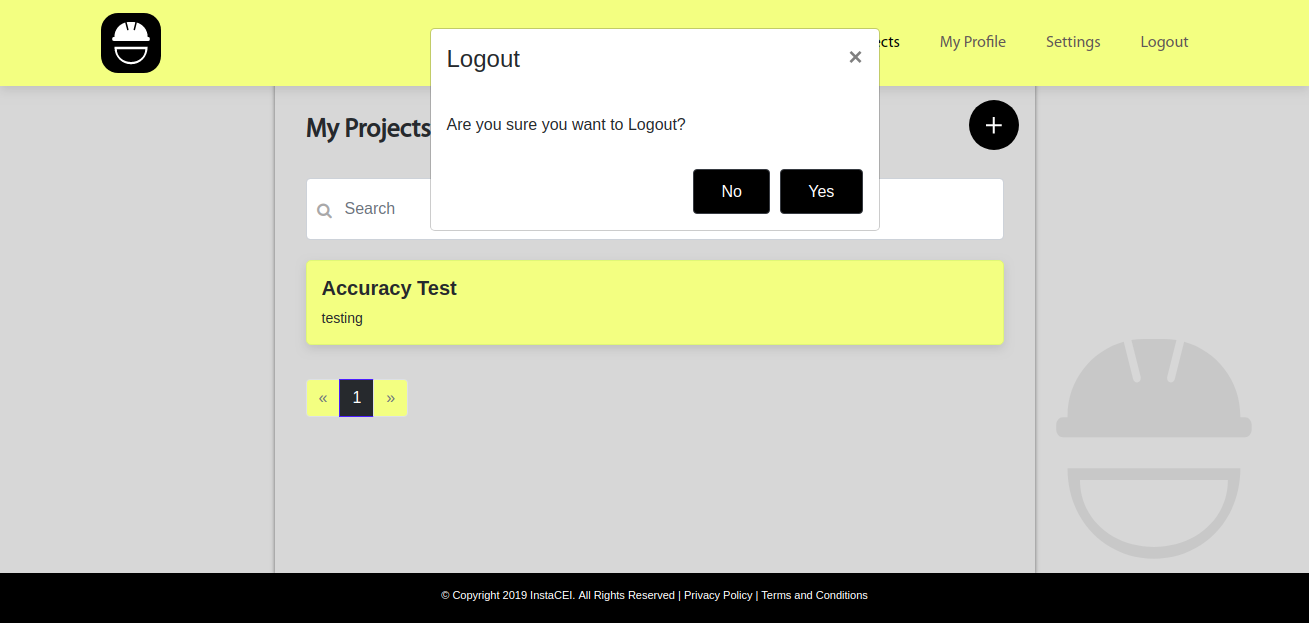 Logout ×
Are you sure you want to Logout?
No Yes
My Profile Settings Logout
My Projects
Search
Accuracy Test
testing
« 1 »
© Copyright 2019 InstaCEI. All Rights Reserved | Privacy Policy | Terms and Conditions